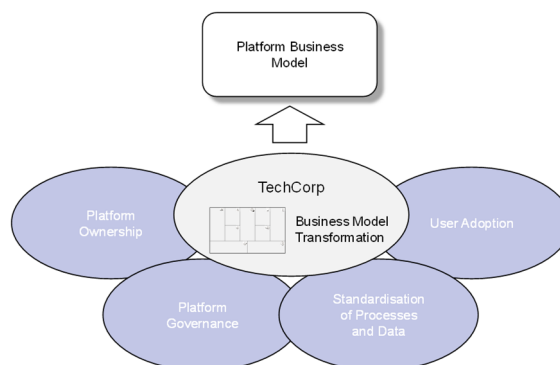 Platform Business
Model
TechCorp
Business Model
Transformation
Platform
Ownership
User Adoption
Platform
Governance
Standardisation
of Processes
and Data